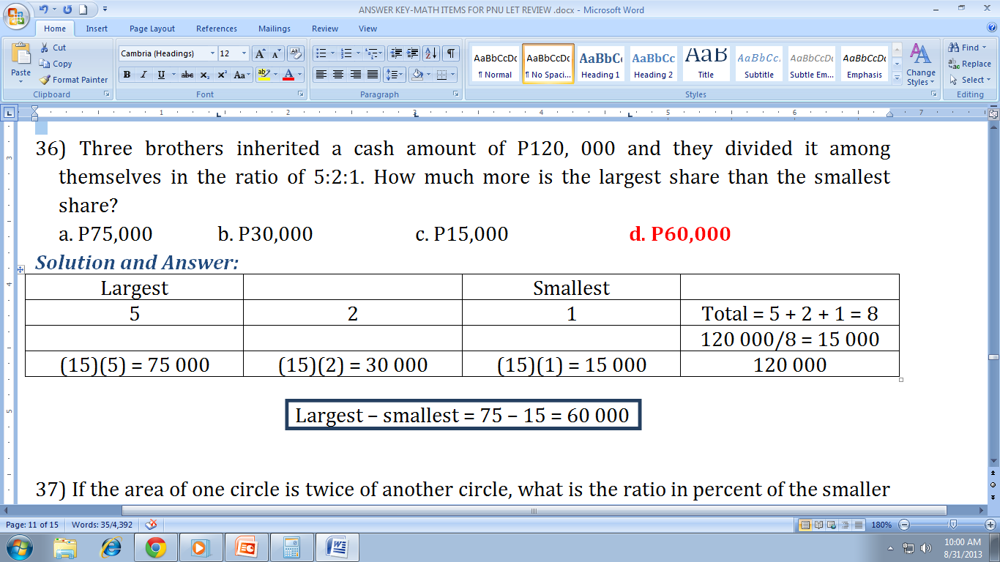 ANSWER KEY-MATH ITEMS FOR PNU LET REVIEW .docx - Microsoft Word
Home Insert Page Layout References Mailings Review View
Paste
Cut
Copy
Format Painter
Clipboard
Cambria (Headings) 12
Font
Paragraph
AaBbCcDc ¶ Normal
AaBbCcDc ¶ No Spaci...
AaBbC Heading 1
AaBbCc Heading 2
AaB Title
AaBbCc. Subtitle
AaBbCcDc Subtle Em...
AaBbCcDc Emphasis
Change Styles
Styles
Find
Replace
Select
Editing
1 2 3 4 5 6 7
36) Three brothers inherited a cash amount of P120, 000 and they divided it among
themselves in the ratio of 5:2:1. How much more is the largest share than the smallest
share?
a. P75,000 b. P30,000 c. P15,000 d. P60,000
Solution and Answer:
Largest Smallest
5 2 1 Total = 5 + 2 + 1 = 8
120 000/8 = 15 000
(15)(5) = 75 000 (15)(2) = 30 000 (15)(1) = 15 000 120 000
Largest – smallest = 75 – 15 = 60 000
37) If the area of one circle is twice of another circle, what is the ratio in percent of the smaller
Page: 11 of 15 Words: 35/4,392 180%
10:00 AM
8/31/2013